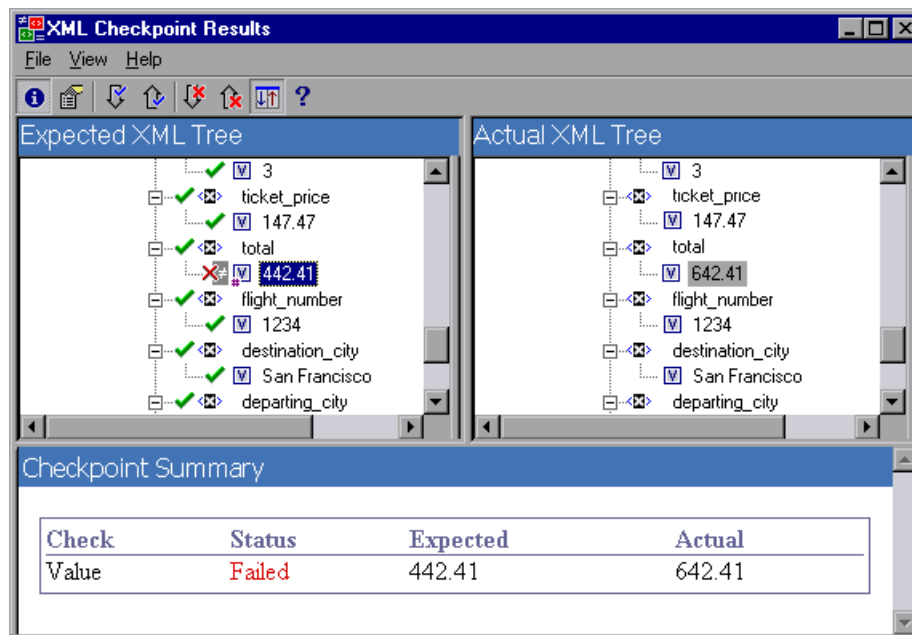 XML Checkpoint Results
File View Help
Expected XML Tree
3
ticket_price
147.47
total
442.41
flight_number
1234
destination_city
San Francisco
departing_city
Actual XML Tree
3
ticket_price
147.47
total
642.41
flight_number
1234
destination_city
San Francisco
departing_city
Checkpoint Summary
Check Status Expected Actual
Value Failed 442.41 642.41